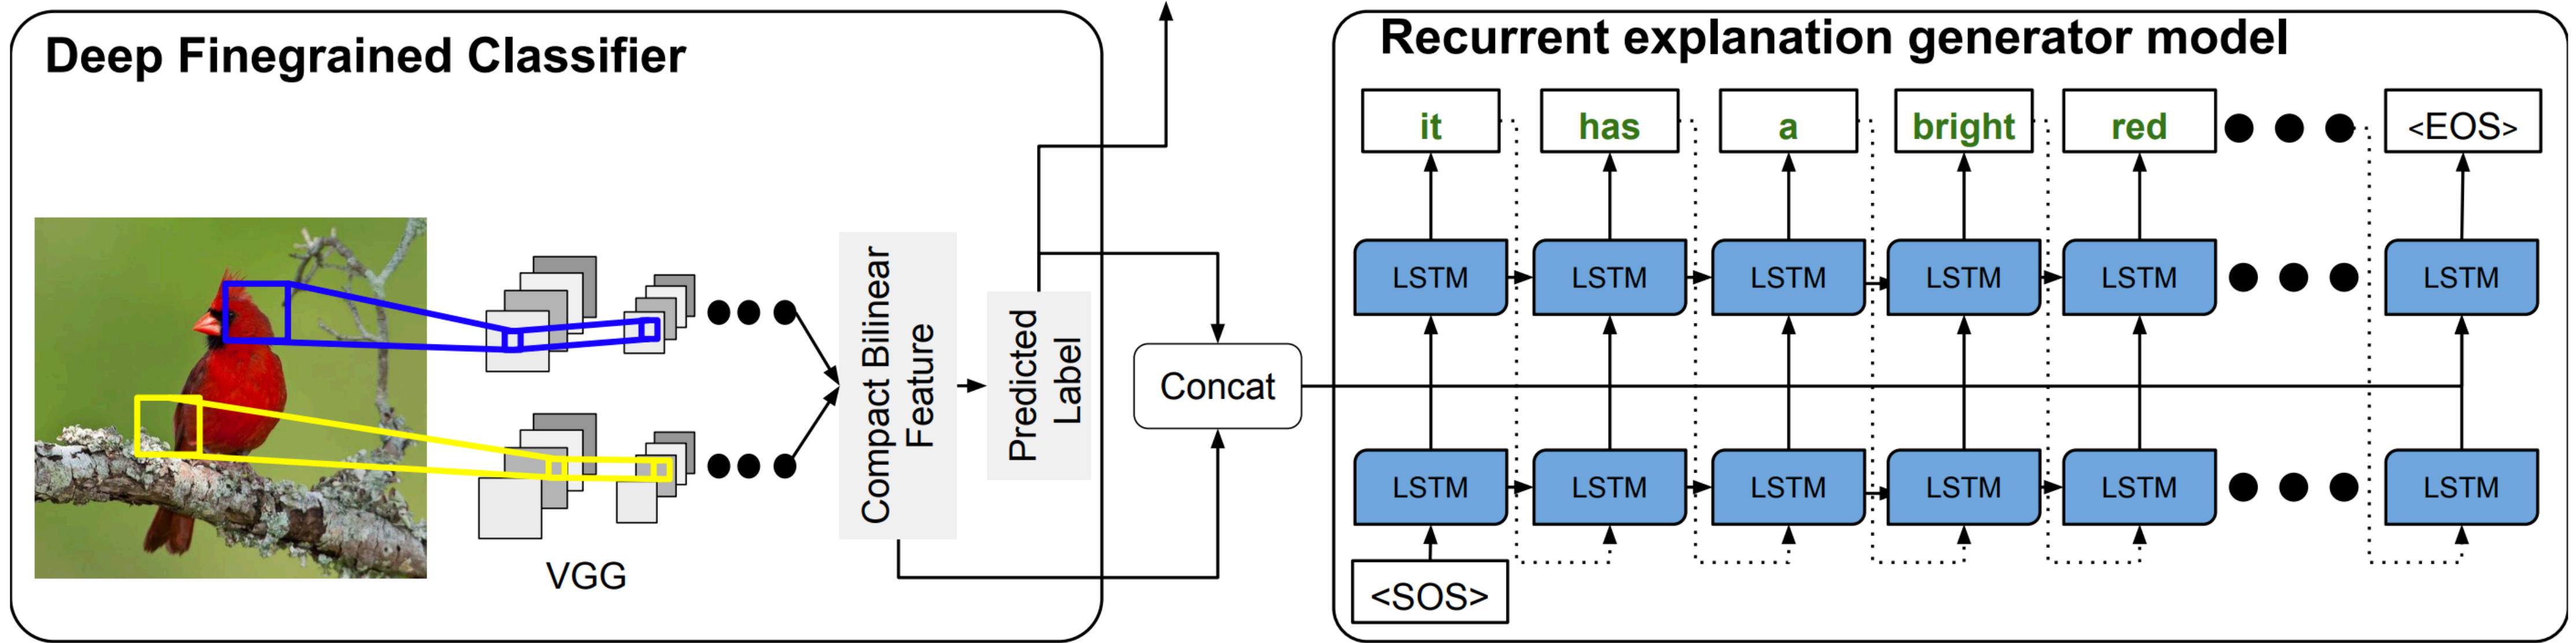 Deep Finegrained Classifier
VGG
Compact Bilinear
Feature
Predicted
Label
Concat
Recurrent explanation generator model
it has a bright red <EOS>
LSTM LSTM LSTM LSTM LSTM LSTM
LSTM LSTM LSTM LSTM LSTM LSTM
<SOS>